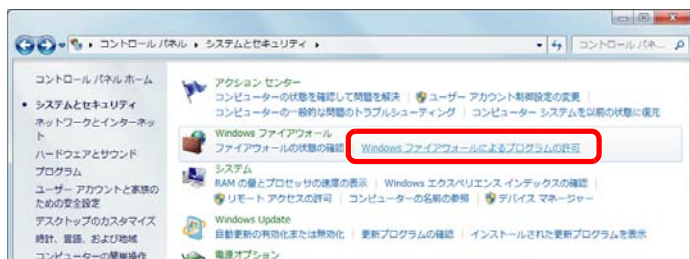 コントロール パネル ▸ システムとセキュリティ ▸
コントロール パネ...
コントロール パネル ホーム
システムとセキュリティ
ネットワークとインターネッ
ト
ハードウェアとサウンド
プログラム
ユーザー アカウントと家族の
ための安全設定
デスクトップのカスタマイズ
時計、言語、および地域
コンピューターの簡単操作
アクション センター
コンピューターの状態を確認して問題を解決 | ユーザー アカウント制御設定の変更 |
コンピューターの一般的な問題のトラブルシューティング | コンピューター システムを以前の状態に復元
Windows ファイアウォール
ファイアウォールの状態の確認 | Windows ファイアウォールによるプログラムの許可
システム
RAM の量とプロセッサの速度の表示 | Windows エクスペリエンス インデックスの確認 |
リモート アクセスの許可 | コンピューターの名前の参照 | デバイス マネージャー
Windows Update
自動更新の有効化または無効化 | 更新プログラムの確認 | インストールされた更新プログラムを表示
電源オプション